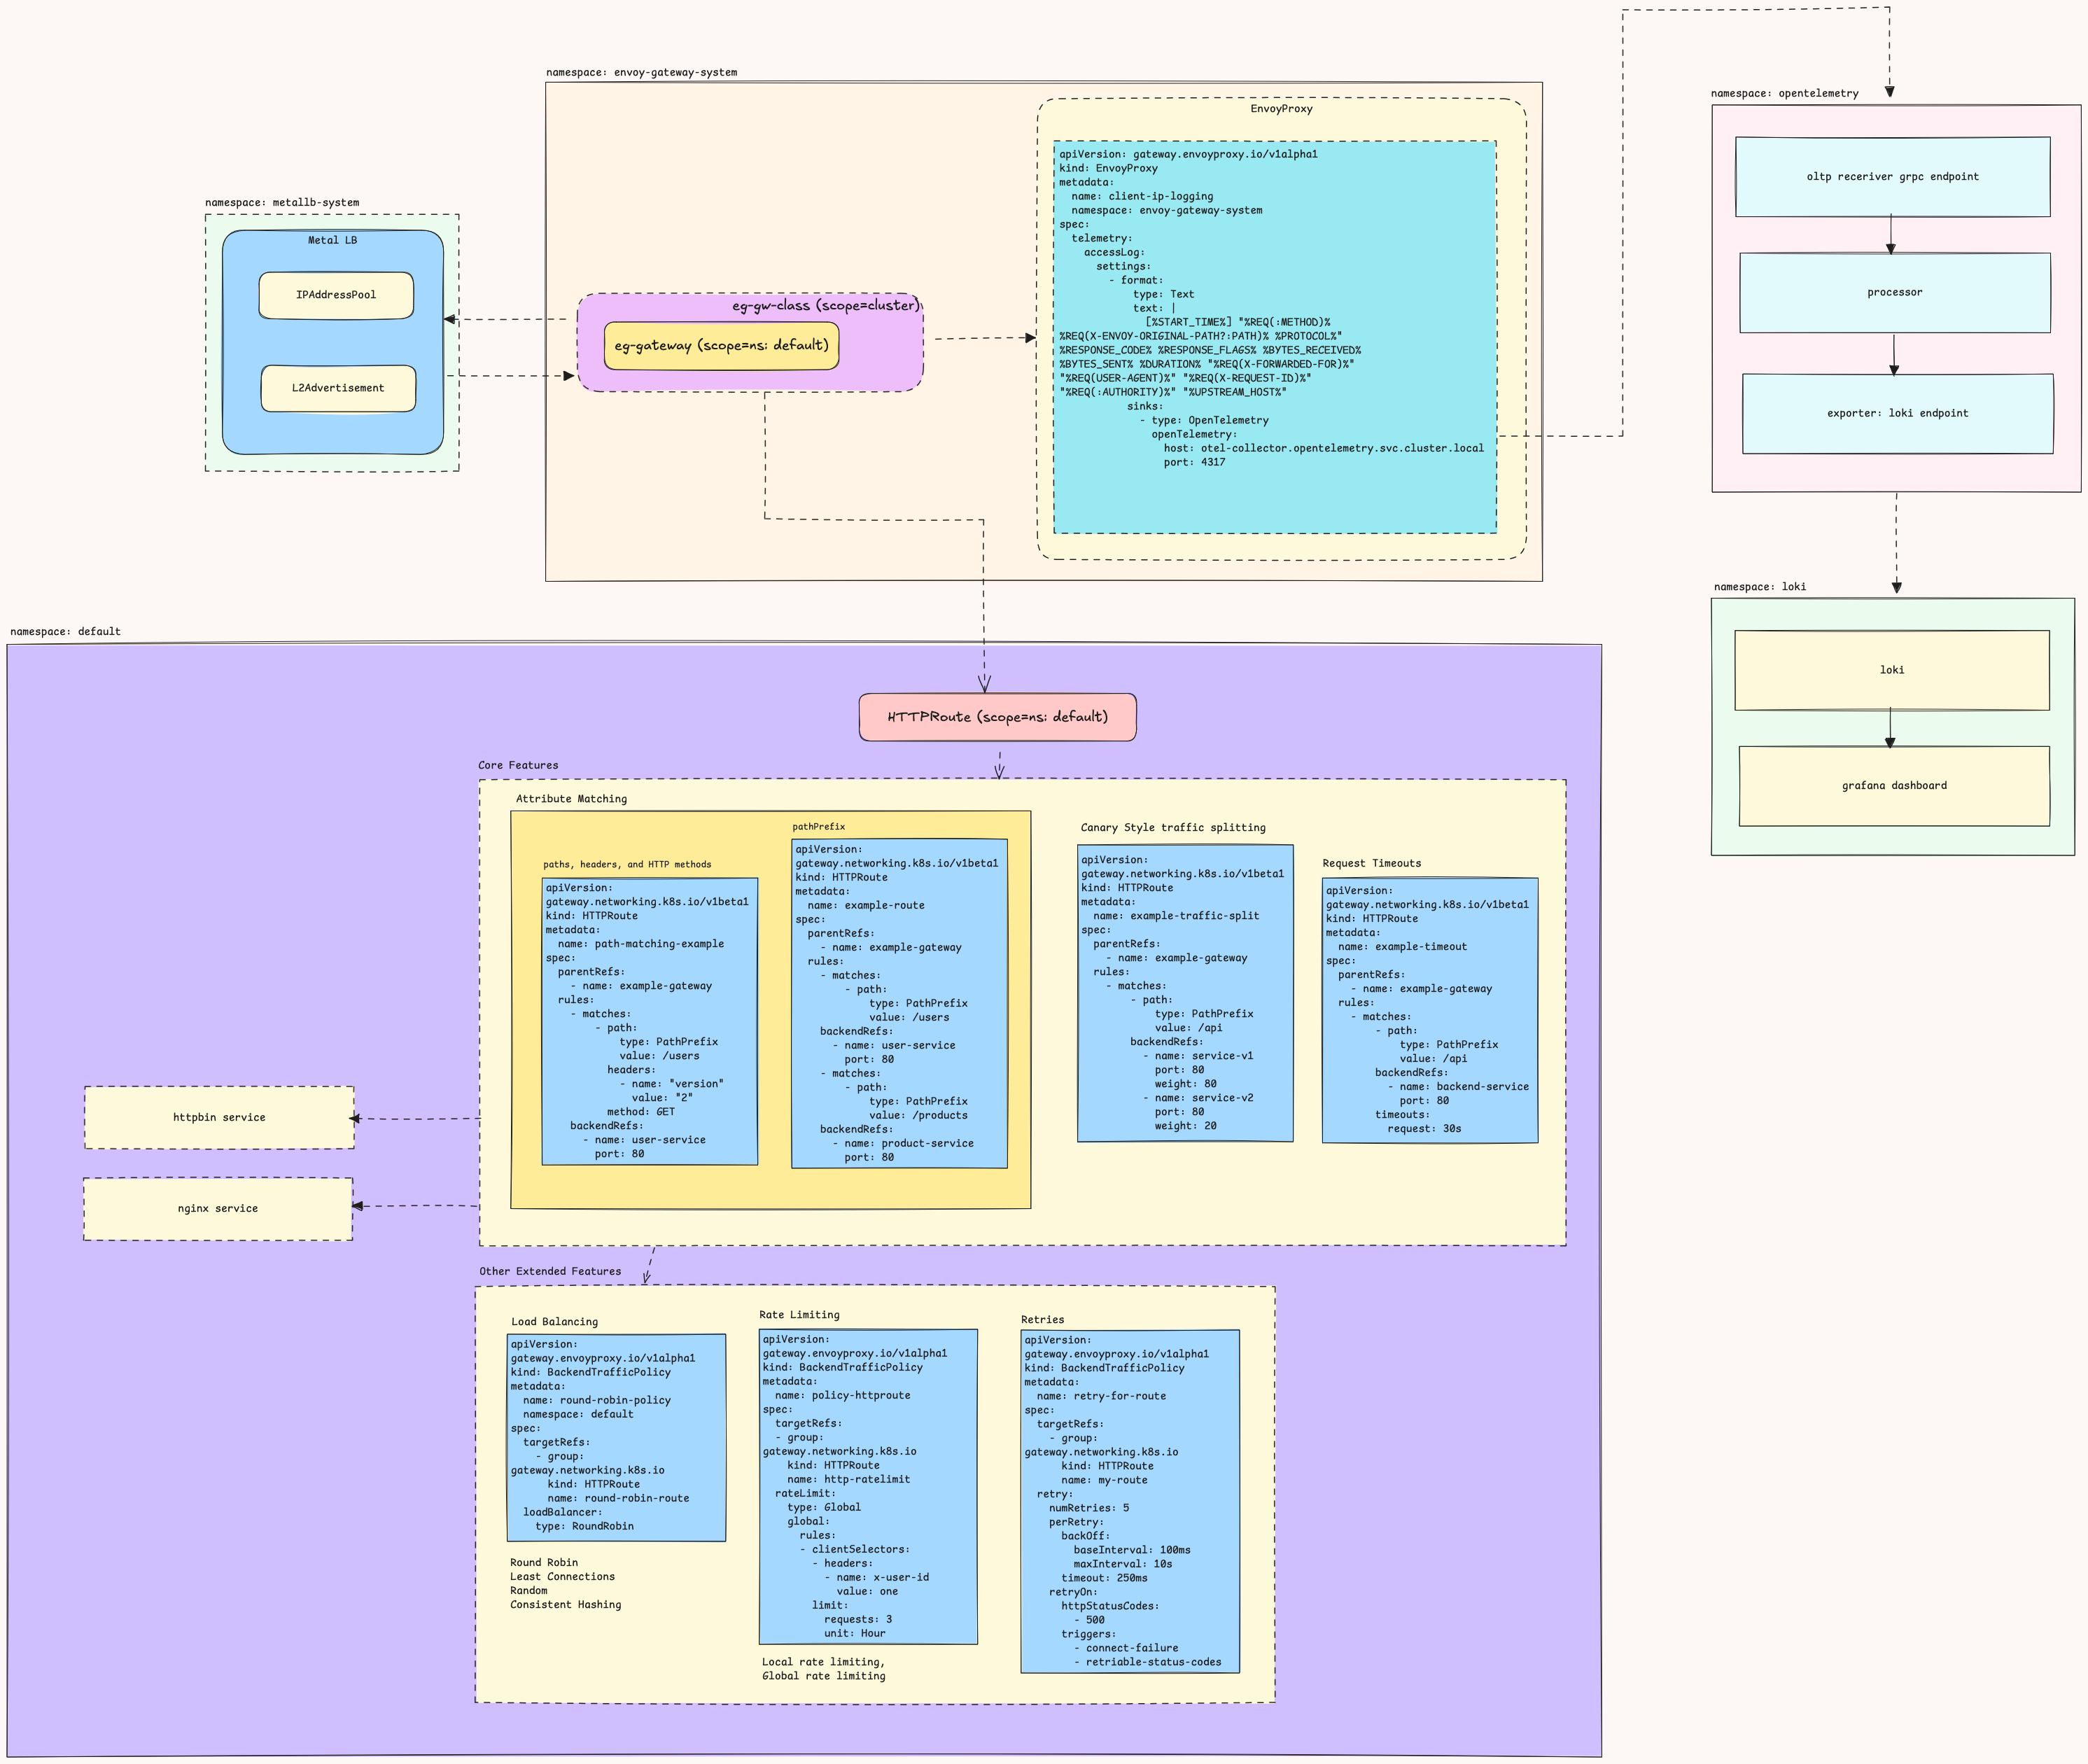 namespace: envoy-gateway-system
EnvoyProxy
apiVersion: gateway.envoyproxy.io/v1alpha1
kind: EnvoyProxy
metadata:
  name: client-ip-logging
  namespace: envoy-gateway-system
spec:
  telemetry:
    accessLog:
      settings:
        - format:
            type: Text
            text: |
              [%START_TIME%] "%REQ(:METHOD)%
%REQ(X-ENVOY-ORIGINAL-PATH?:PATH)% %PROTOCOL%"
%RESPONSE_CODE% %RESPONSE_FLAGS% %BYTES_RECEIVED%
%BYTES_SENT% %DURATION% "%REQ(X-FORWARDED-FOR)%"
"%REQ(USER-AGENT)%" "%REQ(X-REQUEST-ID)%"
"%REQ(:AUTHORITY)%" "%UPSTREAM_HOST%"
           sinks:
             - type: OpenTelemetry
               openTelemetry:
                 host: otel-collector.opentelemetry.svc.cluster.local
                 port: 4317
namespace: metallb-system
Metal LB
IPAddressPool
L2Advertisement
eg-gw-class (scope=cluster)
eg-gateway (scope=ns: default)
namespace: opentelemetry
oltp receriver grpc endpoint
processor
exporter: loki endpoint
namespace: loki
loki
grafana dashboard
namespace: default
HTTPRoute (scope=ns: default)
Core Features
Attribute Matching
paths, headers, and HTTP methods
apiVersion:
gateway.networking.k8s.io/v1beta1
kind: HTTPRoute
metadata:
  name: path-matching-example
spec:
  parentRefs:
    - name: example-gateway
  rules:
    - matches:
        - path:
            type: PathPrefix
            value: /users
          headers:
            - name: "version"
              value: "2"
          method: GET
    backendRefs:
      - name: user-service
        port: 80
pathPrefix
apiVersion:
gateway.networking.k8s.io/v1beta1
kind: HTTPRoute
metadata:
  name: example-route
spec:
  parentRefs:
    - name: example-gateway
  rules:
    - matches:
        - path:
            type: PathPrefix
            value: /users
    backendRefs:
      - name: user-service
        port: 80
    - matches:
        - path:
            type: PathPrefix
            value: /products
    backendRefs:
      - name: product-service
        port: 80
Canary Style traffic splitting
apiVersion:
gateway.networking.k8s.io/v1beta1
kind: HTTPRoute
metadata:
  name: example-traffic-split
spec:
  parentRefs:
    - name: example-gateway
  rules:
    - matches:
        - path:
            type: PathPrefix
            value: /api
        backendRefs:
          - name: service-v1
            port: 80
            weight: 80
          - name: service-v2
            port: 80
            weight: 20
Request Timeouts
apiVersion:
gateway.networking.k8s.io/v1beta1
kind: HTTPRoute
metadata:
  name: example-timeout
spec:
  parentRefs:
    - name: example-gateway
  rules:
    - matches:
        - path:
            type: PathPrefix
            value: /api
        backendRefs:
          - name: backend-service
            port: 80
        timeouts:
          request: 30s
httpbin service
nginx service
Other Extended Features
Load Balancing
apiVersion:
gateway.envoyproxy.io/v1alpha1
kind: BackendTrafficPolicy
metadata:
  name: round-robin-policy
  namespace: default
spec:
  targetRefs:
    - group:
gateway.networking.k8s.io
      kind: HTTPRoute
      name: round-robin-route
  loadBalancer:
    type: RoundRobin
Round Robin
Least Connections
Random
Consistent Hashing
Rate Limiting
apiVersion:
gateway.envoyproxy.io/v1alpha1
kind: BackendTrafficPolicy
metadata:
  name: policy-httproute
spec:
  targetRefs:
  - group:
gateway.networking.k8s.io
    kind: HTTPRoute
    name: http-ratelimit
  rateLimit:
    type: Global
    global:
      rules:
      - clientSelectors:
        - headers:
          - name: x-user-id
            value: one
        limit:
          requests: 3
          unit: Hour
Local rate limiting,
Global rate limiting
Retries
apiVersion:
gateway.envoyproxy.io/v1alpha1
kind: BackendTrafficPolicy
metadata:
  name: retry-for-route
spec:
  targetRefs:
    - group:
gateway.networking.k8s.io
      kind: HTTPRoute
      name: my-route
  retry:
    numRetries: 5
    perRetry:
      backOff:
        baseInterval: 100ms
        maxInterval: 10s
      timeout: 250ms
    retryOn:
      httpStatusCodes:
        - 500
      triggers:
        - connect-failure
        - retriable-status-codes